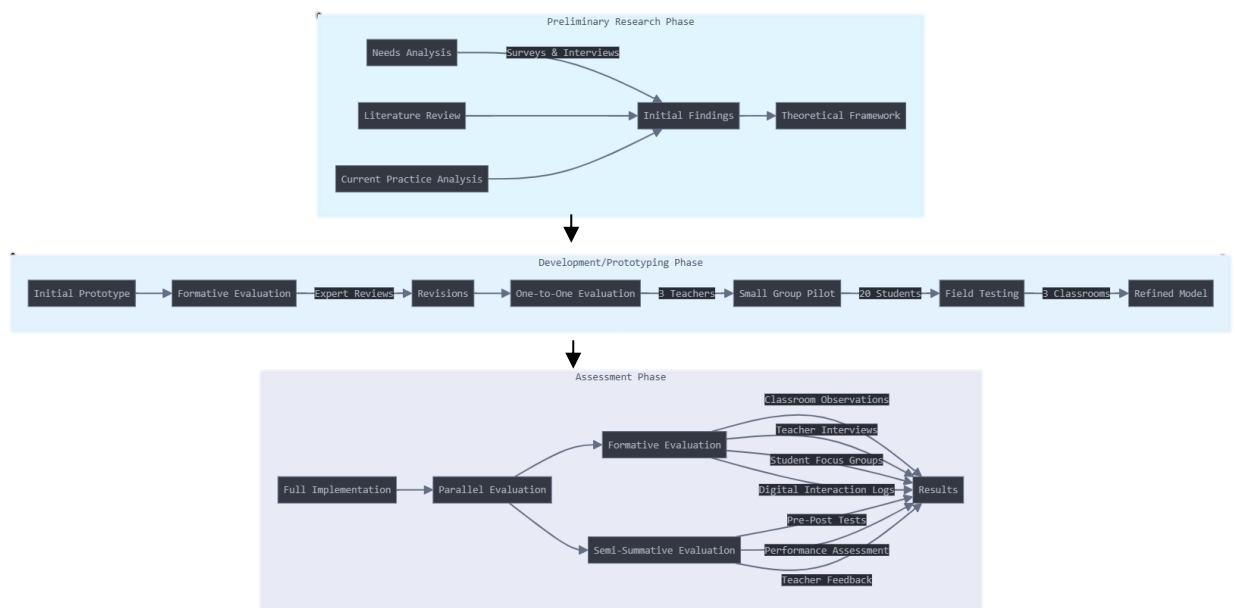 Preliminary Research Phase
Needs Analysis
Surveys & Interviews
Literature Review
Initial Findings
Theoretical Framework
Current Practice Analysis
Development/Prototyping Phase
Initial Prototype
Formative Evaluation
Expert Reviews
Revisions
One-to-One Evaluation
3 Teachers
Small Group Pilot
20 Students
Field Testing
3 Classrooms
Refined Model
Assessment Phase
Full Implementation
Parallel Evaluation
Formative Evaluation
Classroom Observations
Teacher Interviews
Student Focus Groups
Digital Interaction Logs
Semi-Summative Evaluation
Pre-Post Tests
Performance Assessment
Teacher Feedback
Results